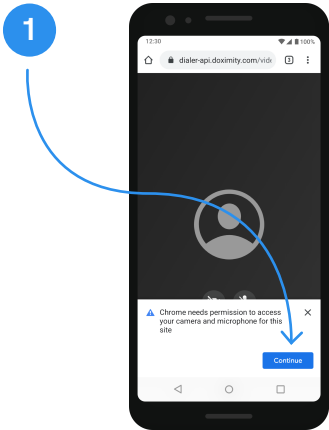 1
12:30 100%
dialer-api.doximity.com/vide 3
Chrome needs permission to access
your camera and microphone for this
site
Continue